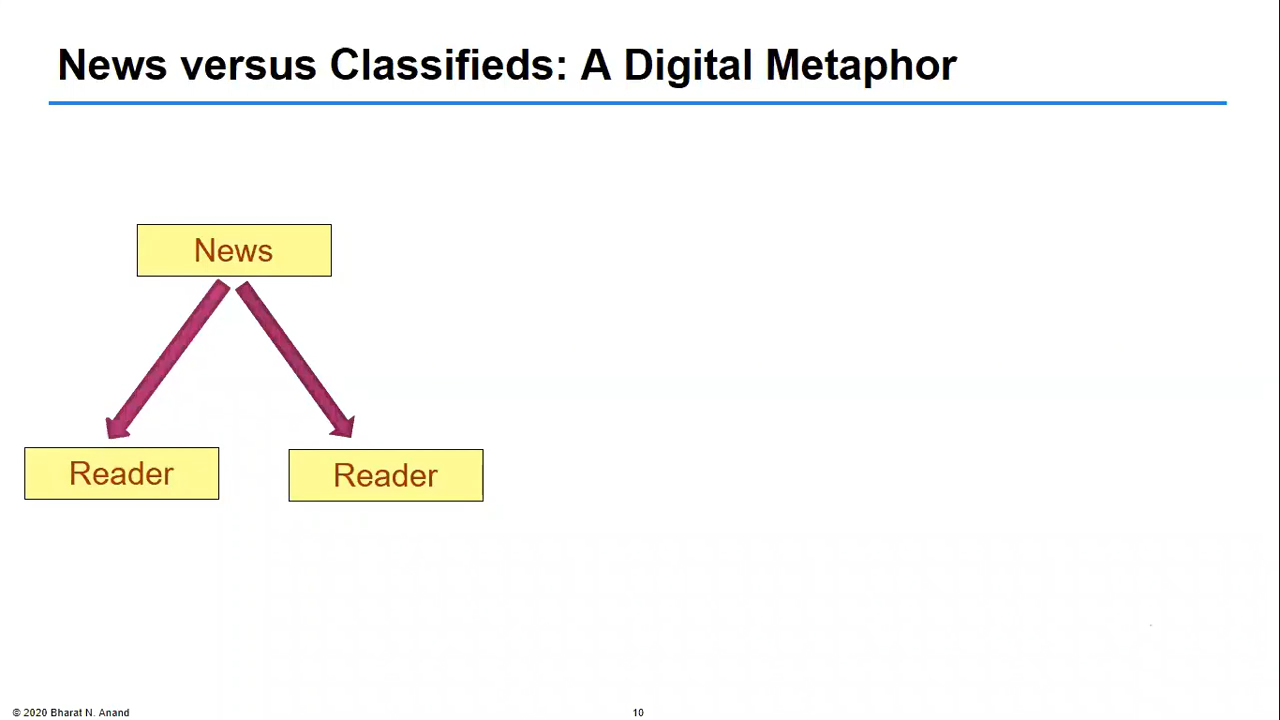 News versus Classifieds: A Digital Metaphor
News
Reader
Reader
© 2020 Bharat N. Anand
10